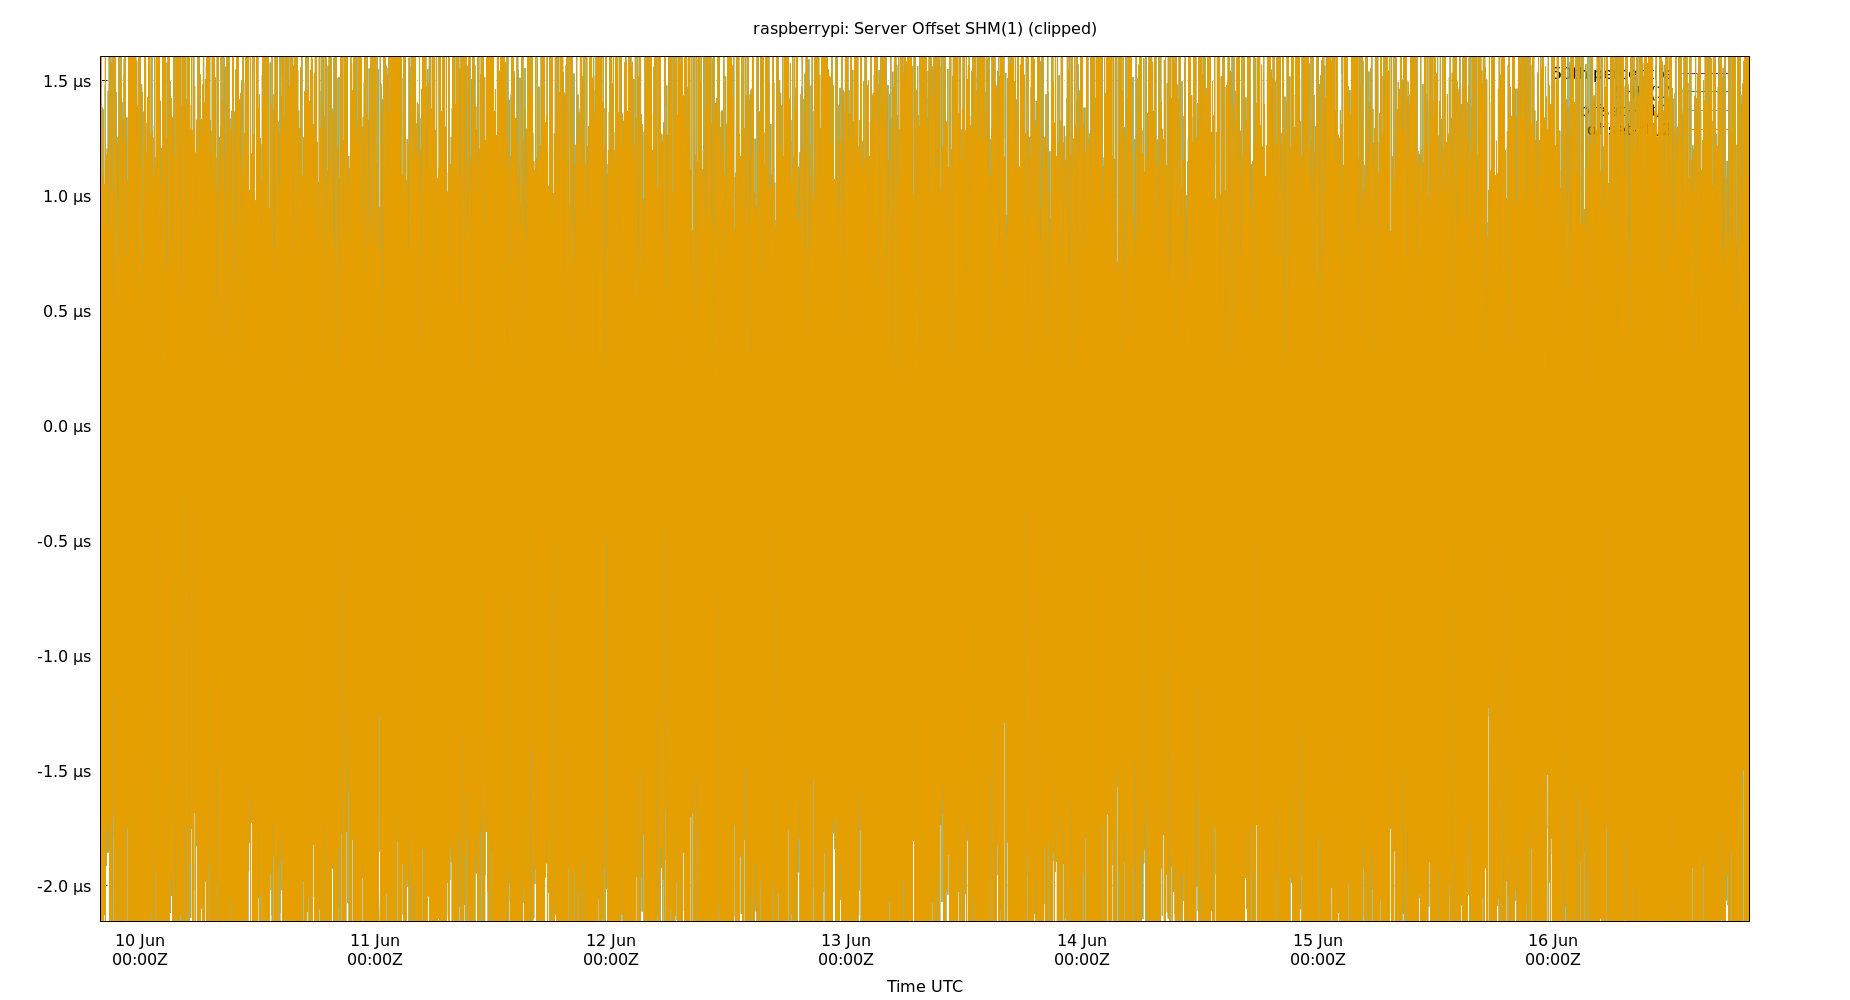 raspberrypi: Server Offset SHM(1) (clipped)
1.5 µs
1.0 µs
0.5 µs
0.0 µs
-0.5 µs
-1.0 µs
-1.5 µs
-2.0 µs
10 Jun 11 Jun 12 Jun 13 Jun 14 Jun 15 Jun 16 Jun
00:00Z 00:00Z 00:00Z 00:00Z 00:00Z 00:00Z 00:00Z
Time UTC